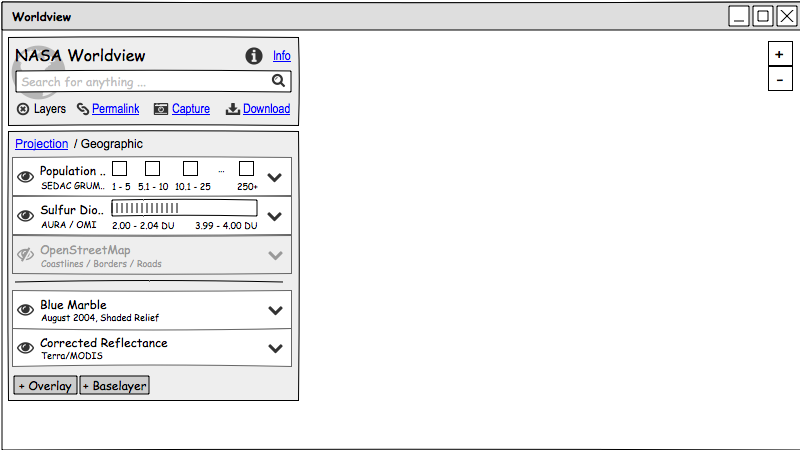 Worldview
NASA Worldview
Info
Search for anything ...
Layers Permalink Capture Download
Projection / Geographic
Population ..
SEDAC GRUM.. 1 - 5 5.1 - 10 10.1 - 25 ... 250+
Sulfur Dio..
AURA / OMI 2.00 - 2.04 DU 3.99 - 4.00 DU
OpenStreetMap
Coastlines / Borders / Roads
Blue Marble
August 2004, Shaded Relief
Corrected Reflectance
Terra/MODIS
+ Overlay + Baselayer
+
-